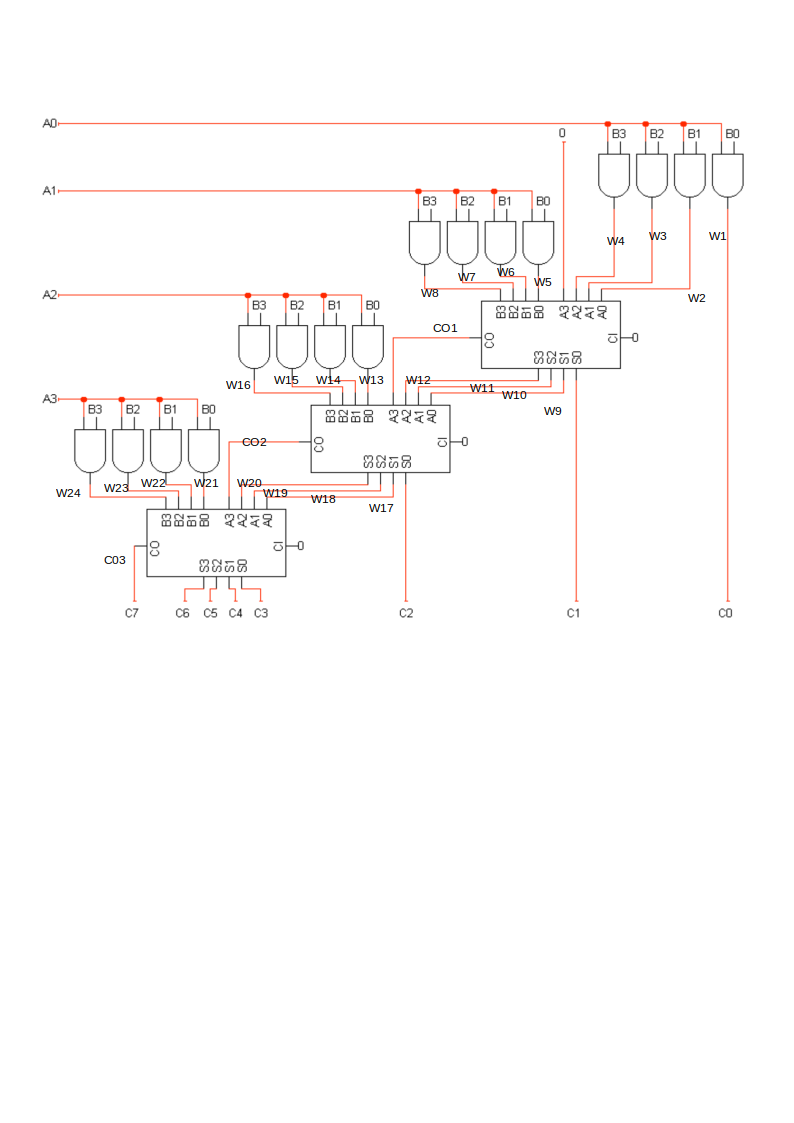 A0
B3 B2 B1 B0
0
A1
B3 B2 B1 B0
W4 W3 W1
W8 W7 W6 W5
W2
A2
B3 B2 B1 B0
B3 B2 B1 B0 A3 A2 A1 A0
CO1
CO CI 0
S3 S2 S1 S0
W16 W15 W14 W13 W12 W11 W10
W9
A3
B3 B2 B1 B0
B3 B2 B1 B0 A3 A2 A1 A0
CO2
CO CI 0
S3 S2 S1 S0
W24 W23 W22 W21 W20 W19 W18
W17
B3 B2 B1 B0 A3 A2 A1 A0
C03
CO CI 0
S3 S2 S1 S0
C7 C6 C5 C4 C3 C2 C1 C0